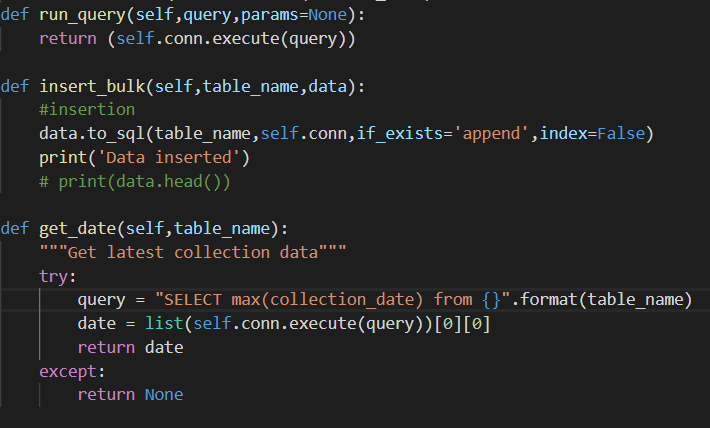 def run_query(self,query,params=None):
    return (self.conn.execute(query))
def insert_bulk(self,table_name,data):
    #insertion
    data.to_sql(table_name,self.conn,if_exists='append',index=False)
    print('Data inserted')
    # print(data.head())
def get_date(self,table_name):
    """Get latest collection data"""
    try:
        query = "SELECT max(collection_date) from {}".format(table_name)
        date = list(self.conn.execute(query))[0][0]
        return date
    except:
        return None